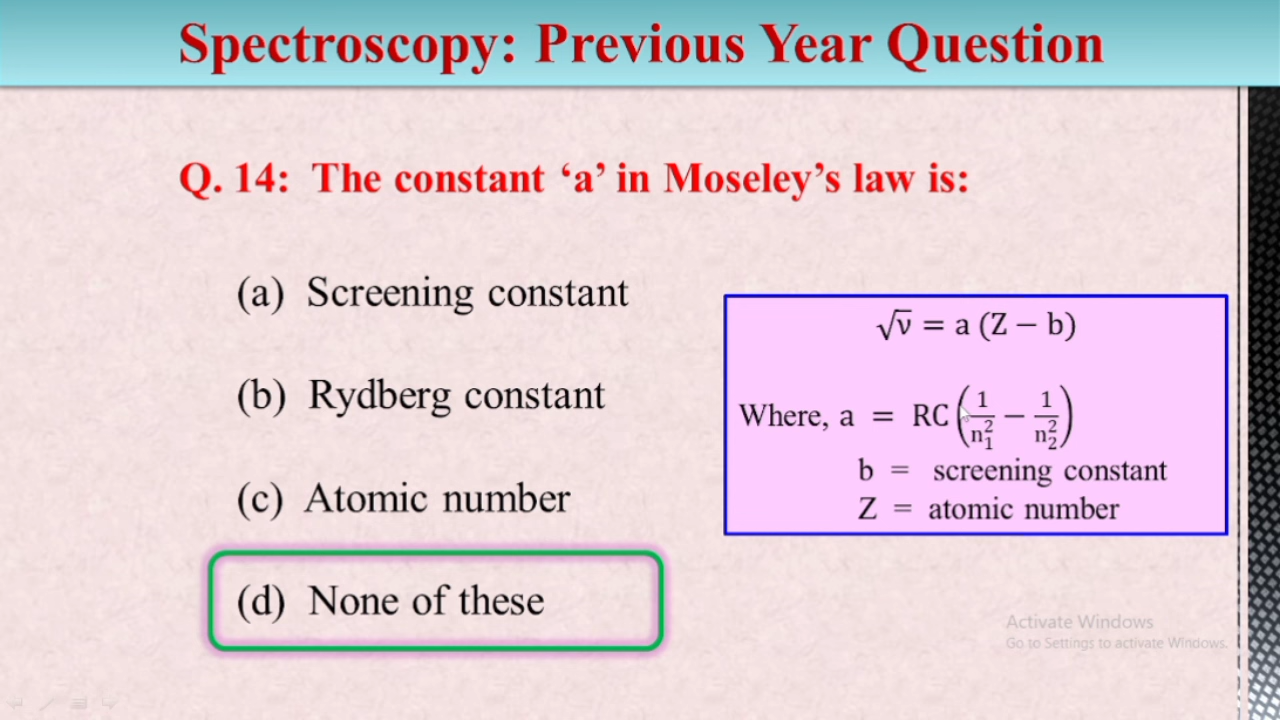 Spectroscopy: Previous Year Question
Q. 14: The constant ‘a’ in Moseley’s law is:
(a) Screening constant
(b) Rydberg constant
(c) Atomic number
(d) None of these
√ν = a (Z – b)
Where, a = RC(1/n₁² – 1/n₂²)
b = screening constant
Z = atomic number
Activate Windows
Go to Settings to activate Windows.